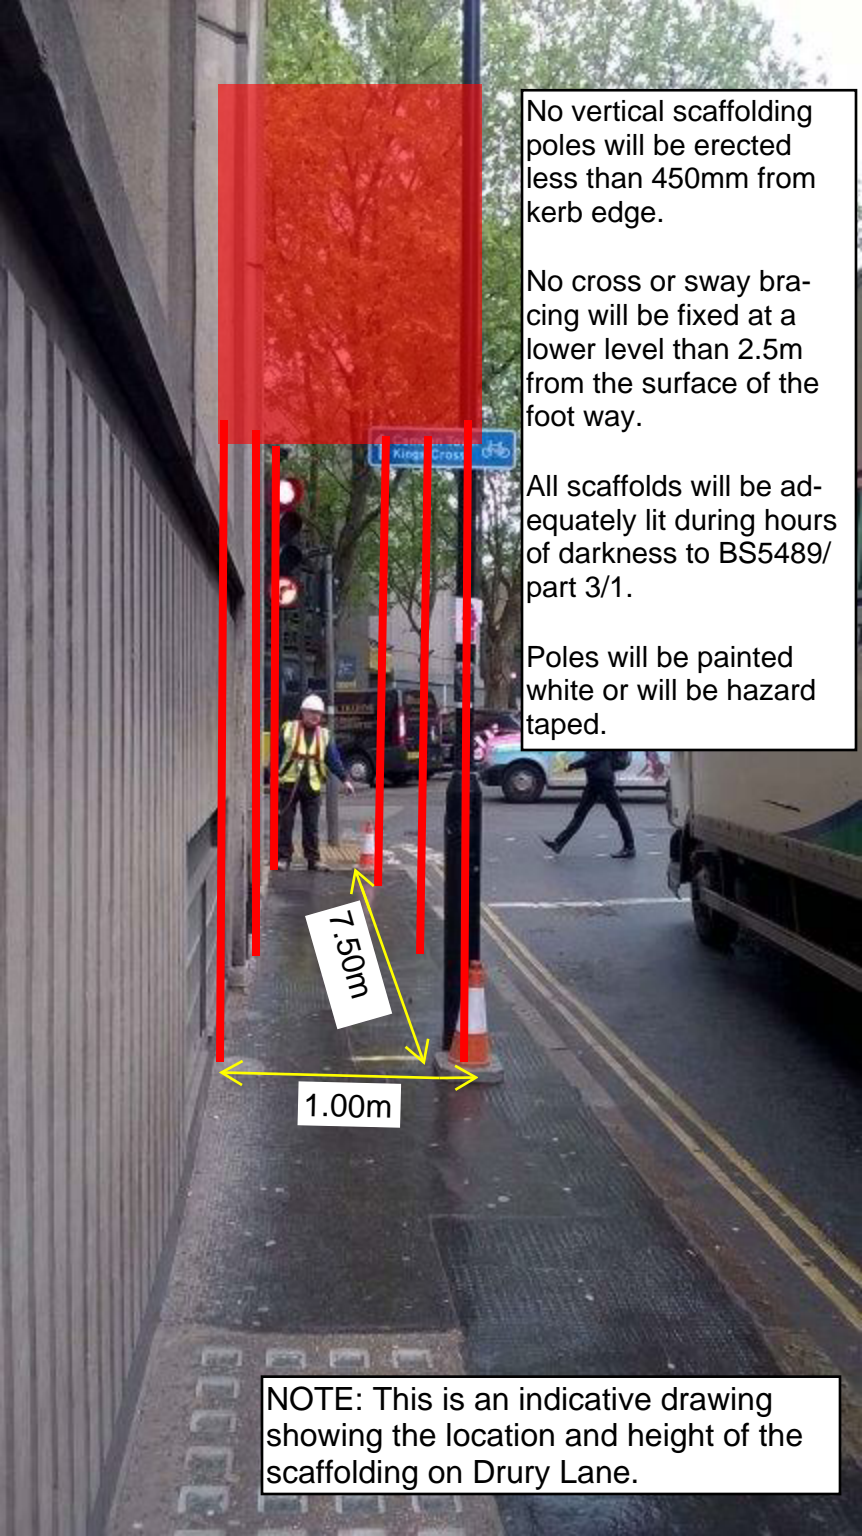 No vertical scaffolding
poles will be erected
less than 450mm from
kerb edge.
No cross or sway bra-
cing will be fixed at a
lower level than 2.5m
from the surface of the
foot way.
All scaffolds will be ad-
equately lit during hours
of darkness to BS5489/
part 3/1.
Poles will be painted
white or will be hazard
taped.
Kings Cross
7.50m
1.00m
NOTE: This is an indicative drawing
showing the location and height of the
scaffolding on Drury Lane.